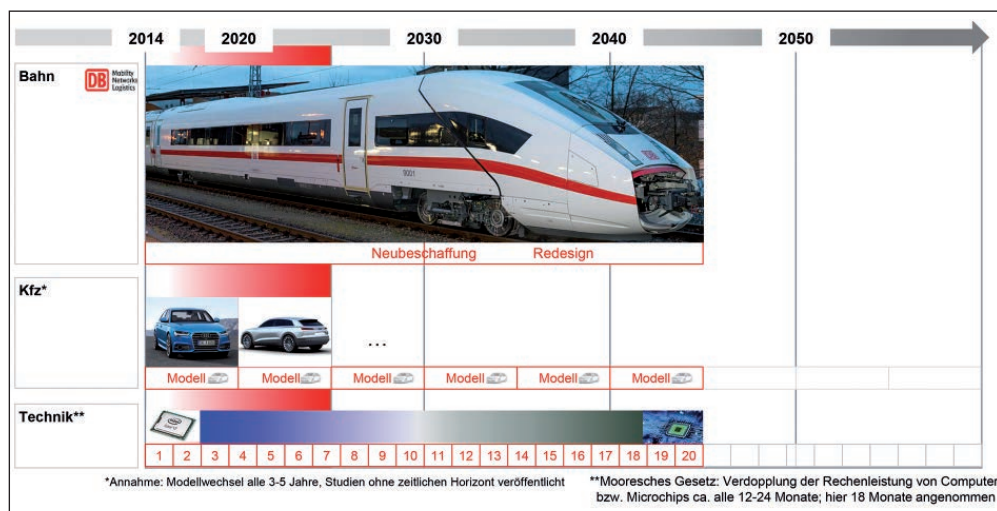 2014 2020 2030 2040 2050
Bahn
DB Mobility
Networks
Logistics
Neubeschaffung Redesign
Kfz*
...
Modell Modell Modell Modell Modell Modell
Technik**
1 2 3 4 5 6 7 8 9 10 11 12 13 14 15 16 17 18 19 20
*Annahme: Modellwechsel alle 3-5 Jahre, Studien ohne zeitlichen Horizont veröffentlicht
**Mooresches Gesetz: Verdopplung der Rechenleistung von Computer
bzw. Microchips ca. alle 12-24 Monate; hier 18 Monate angenommen